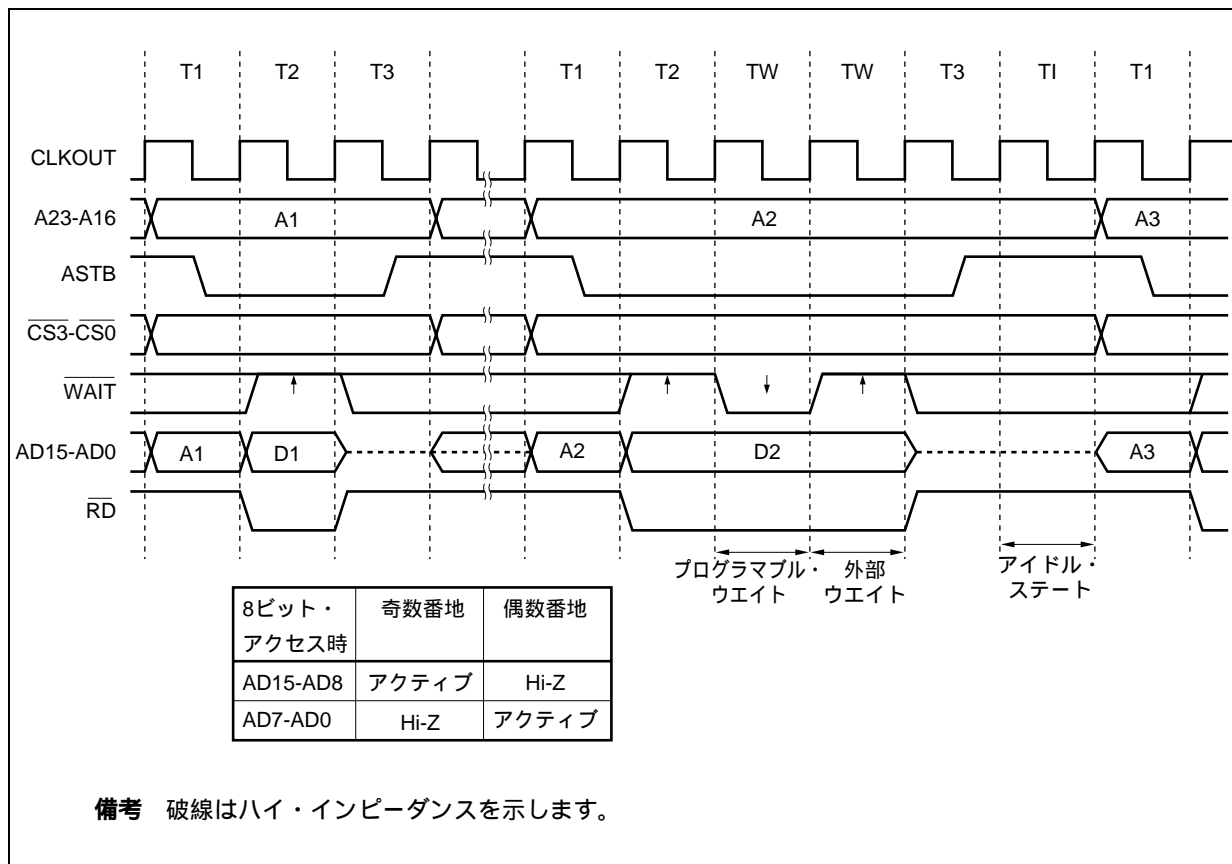 T1 T2 T3 T1 T2 TW TW T3 TI T1
CLKOUT
A23-A16 A1 A2 A3
ASTB
CS3-CS0
WAIT
AD15-AD0 A1 D1 A2 D2 A3
RD
プログラマブル・ 外部 アイドル・
ウエイト ウエイト ステート
8ビット・ 奇数番地 偶数番地
アクセス時
AD15-AD8 アクティブ Hi-Z
AD7-AD0 Hi-Z アクティブ
備考 破線はハイ・インピーダンスを示します。